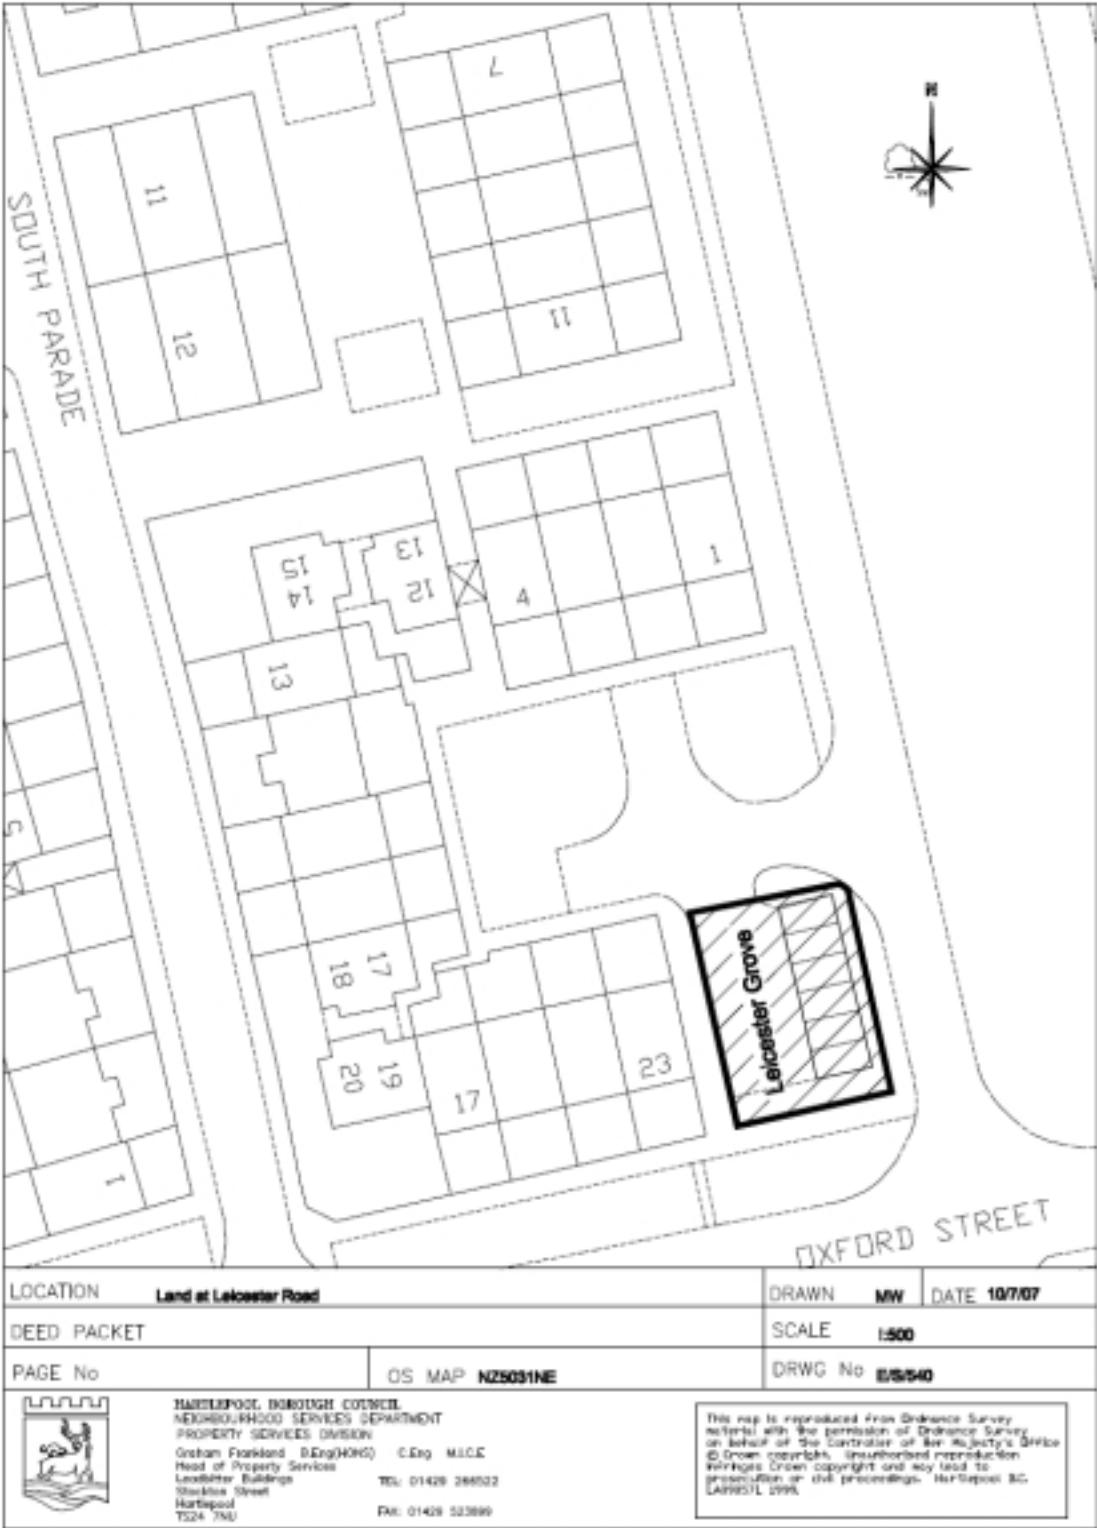 7
N
11
SOUTH PARADE
12
11
13
15
14
12
1
4
13
5
Leicester Grove
17
18
19
20
23
17
1
OXFORD STREET
LOCATION Land at Leicester Road
DRAWN MW DATE 10/7/07
DEED PACKET
SCALE 1:500
PAGE No
OS MAP NZ5031NE
DRWG No E/S/540
HARTLEPOOL BOROUGH COUNCIL
NEIGHBOURHOOD SERVICES DEPARTMENT
PROPERTY SERVICES DIVISION
Graham Frankland B.Eng(HONS) C.Eng M.I.C.E
Head of Property Services
Leadbitter Buildings
Stockton Street
Hartlepool
TS24 7NU
TEL: 01429 266522
FAX: 01429 523899
This map is reproduced from Ordnance Survey
material with the permission of Ordnance Survey
on behalf of the Controller of Her Majesty's Office
© Crown copyright. Unauthorised reproduction
infringes Crown copyright and may lead to
prosecution or civil proceedings. Hartlepool BC.
1999.